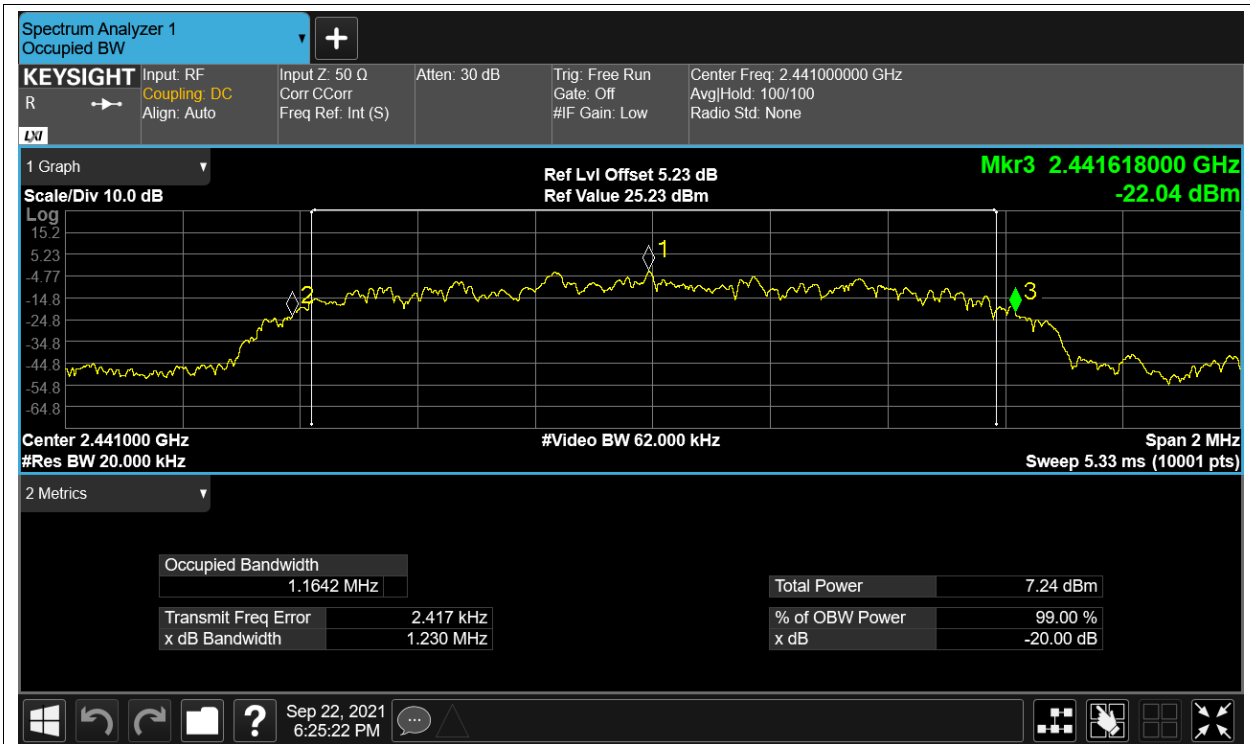 Spectrum Analyzer 1
Occupied BW
KEYSIGHT
R
LXI
Input: RF
Coupling: DC
Align: Auto
Input Z: 50 Ω
Corr CCorr
Freq Ref: Int (S)
Atten: 30 dB
Trig: Free Run
Gate: Off
#IF Gain: Low
Center Freq: 2.441000000 GHz
Avg|Hold: 100/100
Radio Std: None
1 Graph
Scale/Div 10.0 dB
Ref Lvl Offset 5.23 dB
Ref Value 25.23 dBm
Mkr3 2.441618000 GHz
-22.04 dBm
Log
15.2
5.23
-4.77
-14.8
-24.8
-34.8
-44.8
-54.8
-64.8
1
2
3
Center 2.441000 GHz
#Res BW 20.000 kHz
#Video BW 62.000 kHz
Span 2 MHz
Sweep 5.33 ms (10001 pts)
2 Metrics
Occupied Bandwidth
1.1642 MHz
Transmit Freq Error 2.417 kHz
x dB Bandwidth 1.230 MHz
Total Power 7.24 dBm
% of OBW Power 99.00 %
x dB -20.00 dB
?
Sep 22, 2021
6:25:22 PM